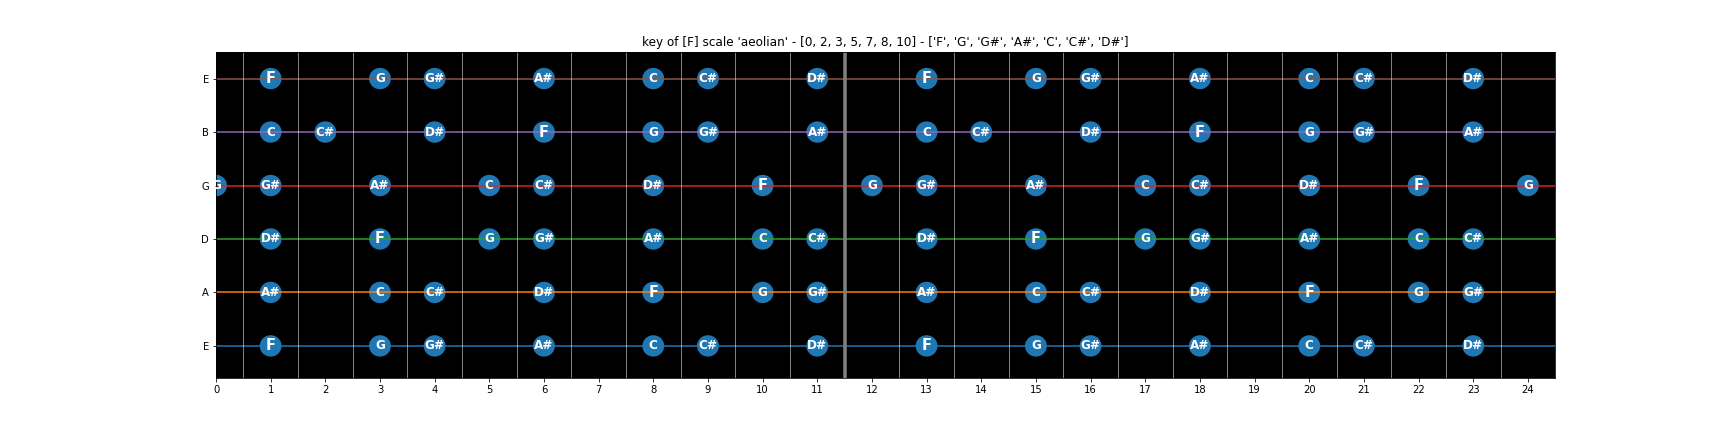 key of [F] scale 'aeolian' - [0, 2, 3, 5, 7, 8, 10] - ['F', 'G', 'G#', 'A#', 'C', 'C#', 'D#']
E F G G# A# C C# D# F G G# A# C C# D#
B C C# D# F G G# A# C C# D# F G G# A#
G G G# A# C C# D# F G G# A# C C# D# F G
D D# F G G# A# C C# D# F G G# A# C C#
A A# C C# D# F G G# A# C C# D# F G G#
E F G G# A# C C# D# F G G# A# C C# D#
0 1 2 3 4 5 6 7 8 9 10 11 12 13 14 15 16 17 18 19 20 21 22 23 24